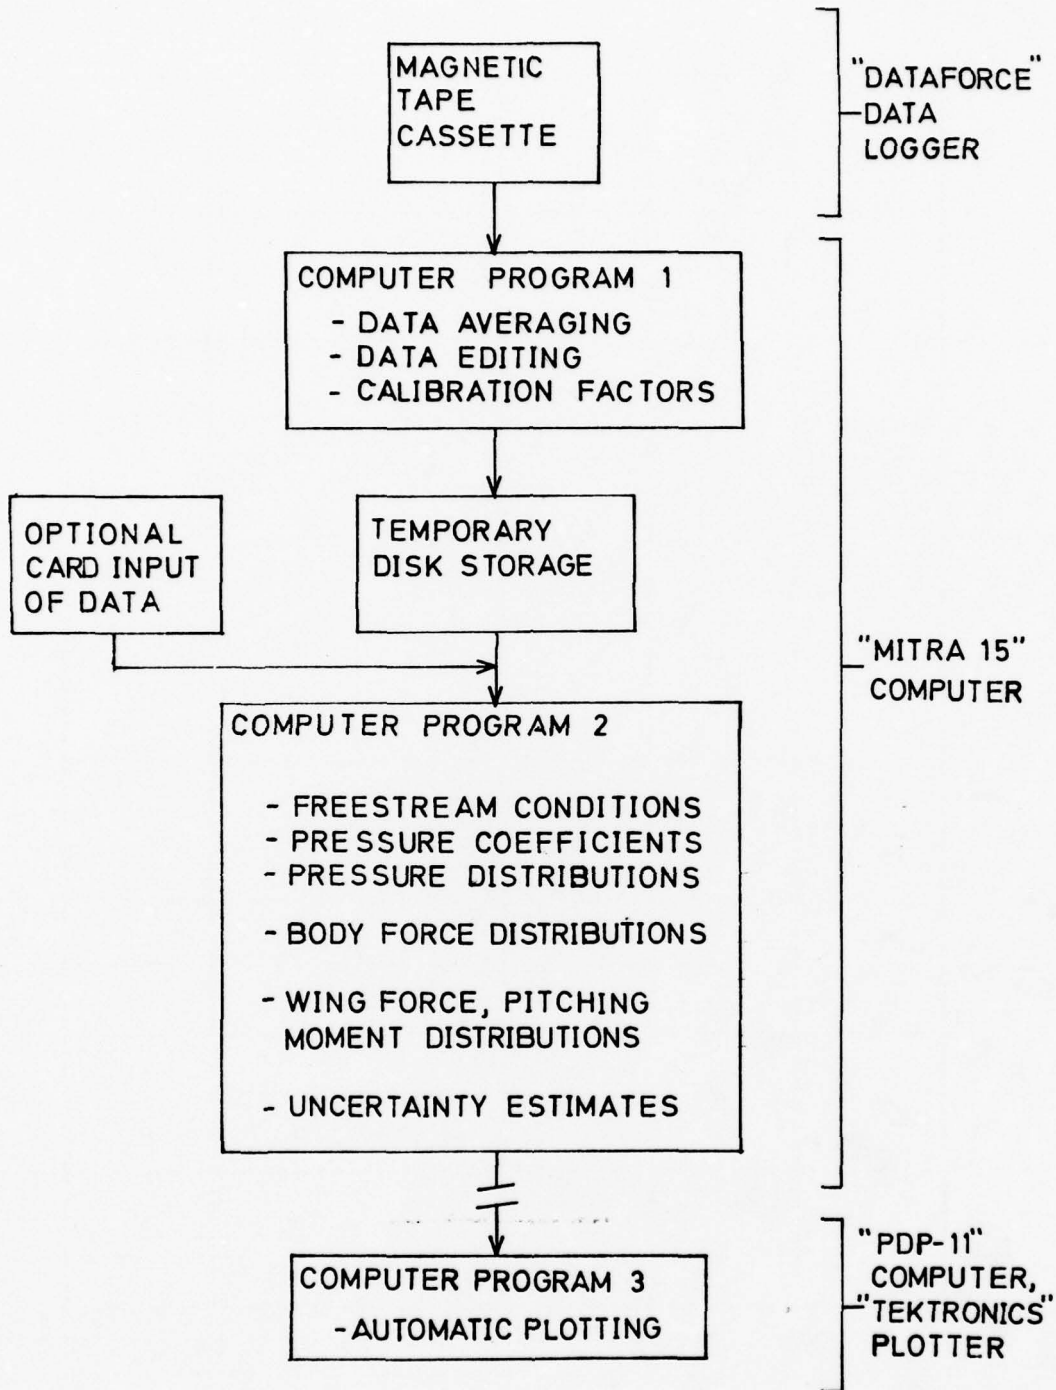 MAGNETIC
TAPE
CASSETTE
"DATAFORCE"
DATA
LOGGER
COMPUTER PROGRAM 1
- DATA AVERAGING
- DATA EDITING
- CALIBRATION FACTORS
OPTIONAL
CARD INPUT
OF DATA
TEMPORARY
DISK STORAGE
"MITRA 15"
COMPUTER
COMPUTER PROGRAM 2
- FREESTREAM CONDITIONS
- PRESSURE COEFFICIENTS
- PRESSURE DISTRIBUTIONS
- BODY FORCE DISTRIBUTIONS
- WING FORCE, PITCHING
MOMENT DISTRIBUTIONS
- UNCERTAINTY ESTIMATES
COMPUTER PROGRAM 3
- AUTOMATIC PLOTTING
"PDP-11"
COMPUTER,
"TEKTRONICS"
PLOTTER